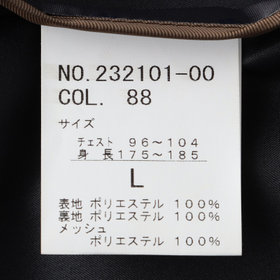 NO.232101-00
COL. 88
サイズ
チェスト 96~104
身 長175~185
L
表地 ポリエステル 100%
裏地 ポリエステル 100%
メッシュ
ポリエステル 100%